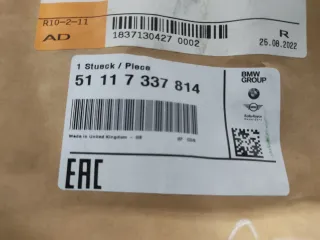 R10-2-11
AD
1837130427 0002
R
25.08.2022
1 Stueck / Piece
51 11 7 337 814
BMW
GROUP
Made in United Kingdom - GB
EAC